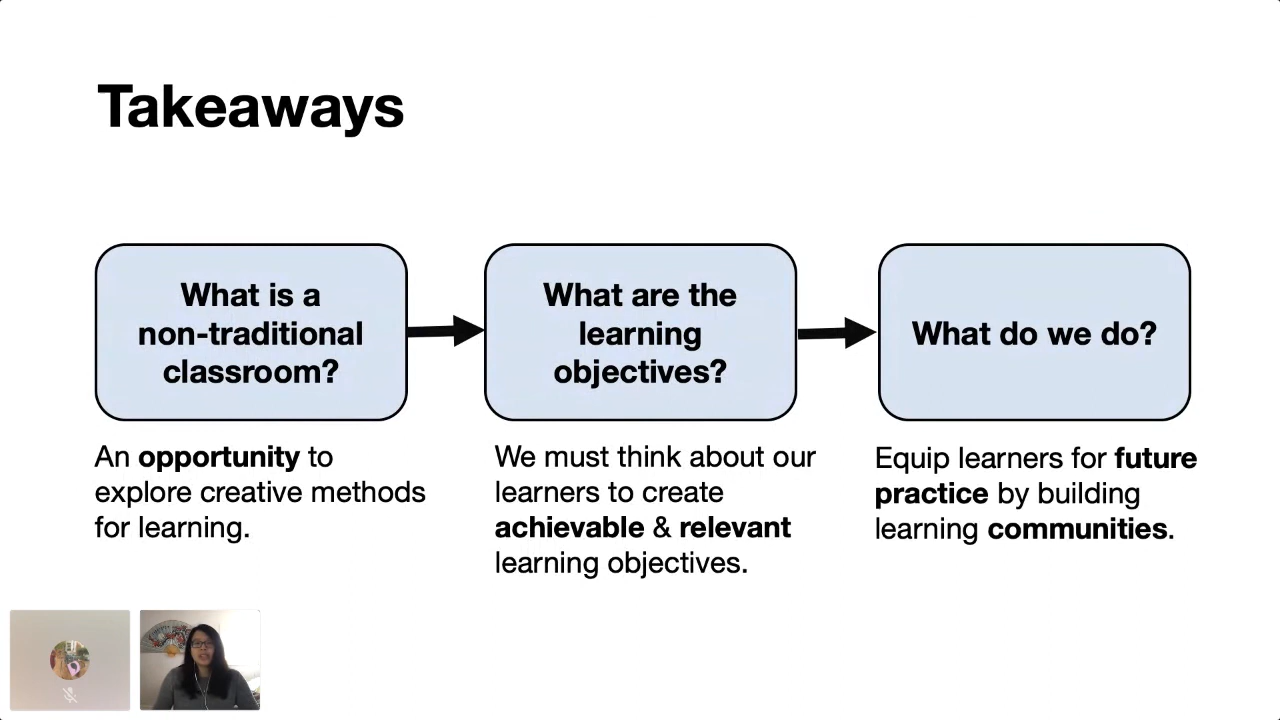 Takeaways
What is a
non-traditional
classroom?
What are the
learning
objectives?
What do we do?
An opportunity to
explore creative methods
for learning.
We must think about our
learners to create
achievable & relevant
learning objectives.
Equip learners for future
practice by building
learning communities.